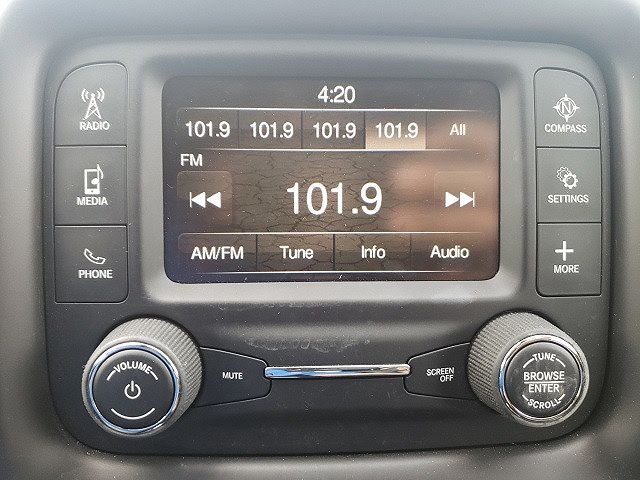 4:20
101.9 101.9 101.9 101.9 All
FM
101.9
AM/FM Tune Info Audio
RADIO
MEDIA
PHONE
N
COMPASS
SETTINGS
MORE
VOLUME
MUTE
SCREEN
OFF
TUNE
BROWSE
ENTER
SCROLL